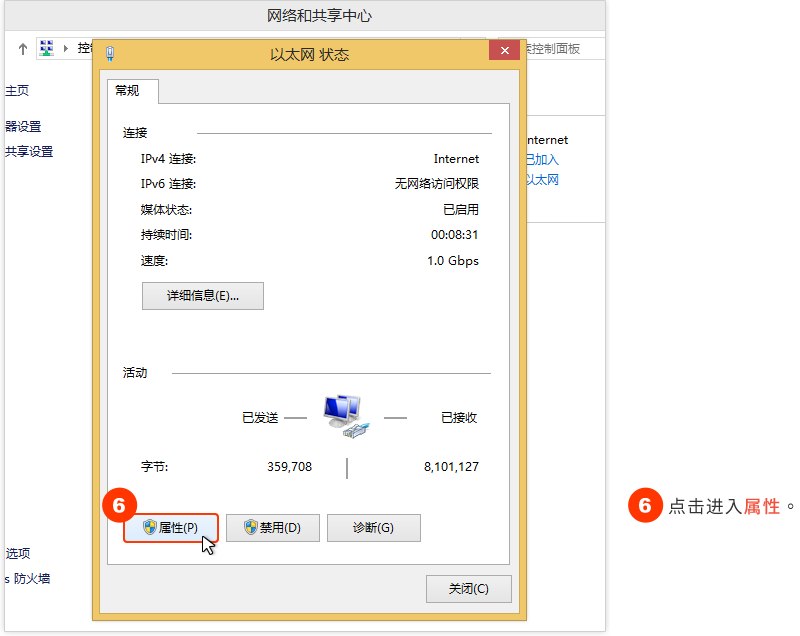 网络和共享中心
控
控制面板
主页
器设置
共享设置
nternet
已加入
以太网
选项
s 防火墙
以太网 状态
常规
连接
IPv4 连接: Internet
IPv6 连接: 无网络访问权限
媒体状态: 已启用
持续时间: 00:08:31
速度: 1.0 Gbps
详细信息(E)...
活动
已发送 已接收
字节: 359,708 8,101,127
6
属性(P) 禁用(D) 诊断(G)
关闭(C)
6 点击进入属性。